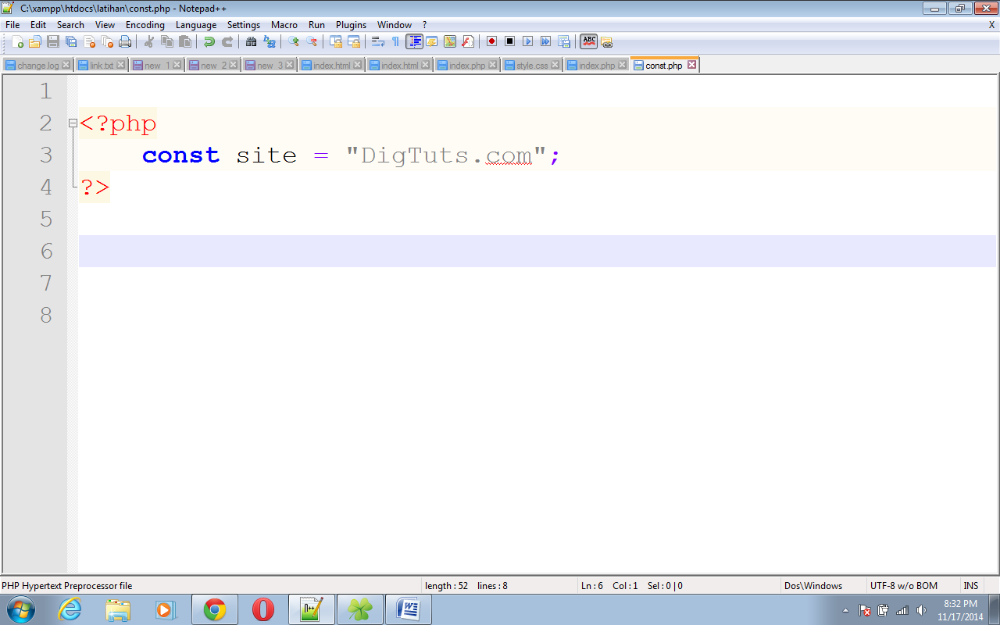 C:\xampp\htdocs\latihan\const.php - Notepad++
File Edit Search View Encoding Language Settings Macro Run Plugins Window ? X
ABC
change.log link.txt new 1 new 2 new 3 index.html index.html index.php style.css index.php const.php
1
2 <?php
3 const site = "DigTuts.com";
4 ?>
5
6
7
8
PHP Hypertext Preprocessor file length : 52 lines : 8 Ln : 6 Col : 1 Sel : 0 | 0 Dos\Windows UTF-8 w/o BOM INS
8:32 PM
11/17/2014